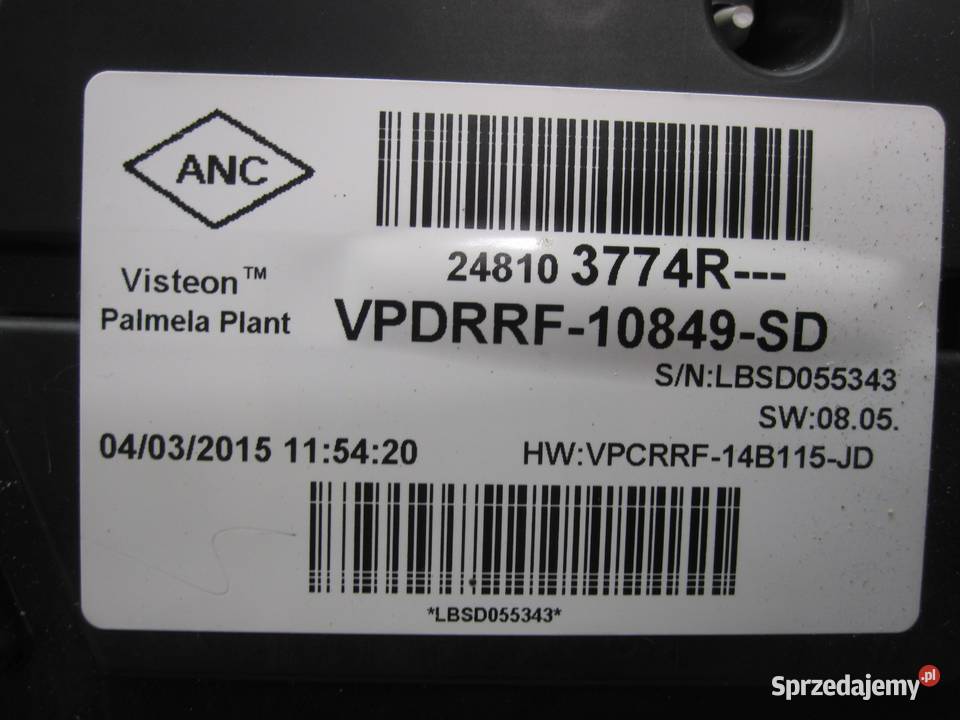 ANC
24810 3774R---
Visteon™
Palmela Plant
VPDRRF-10849-SD
S/N:LBSD055343
SW:08.05.
04/03/2015 11:54:20
HW:VPCRRF-14B115-JD
*LBSD055343*
Sprzedajemy.pl